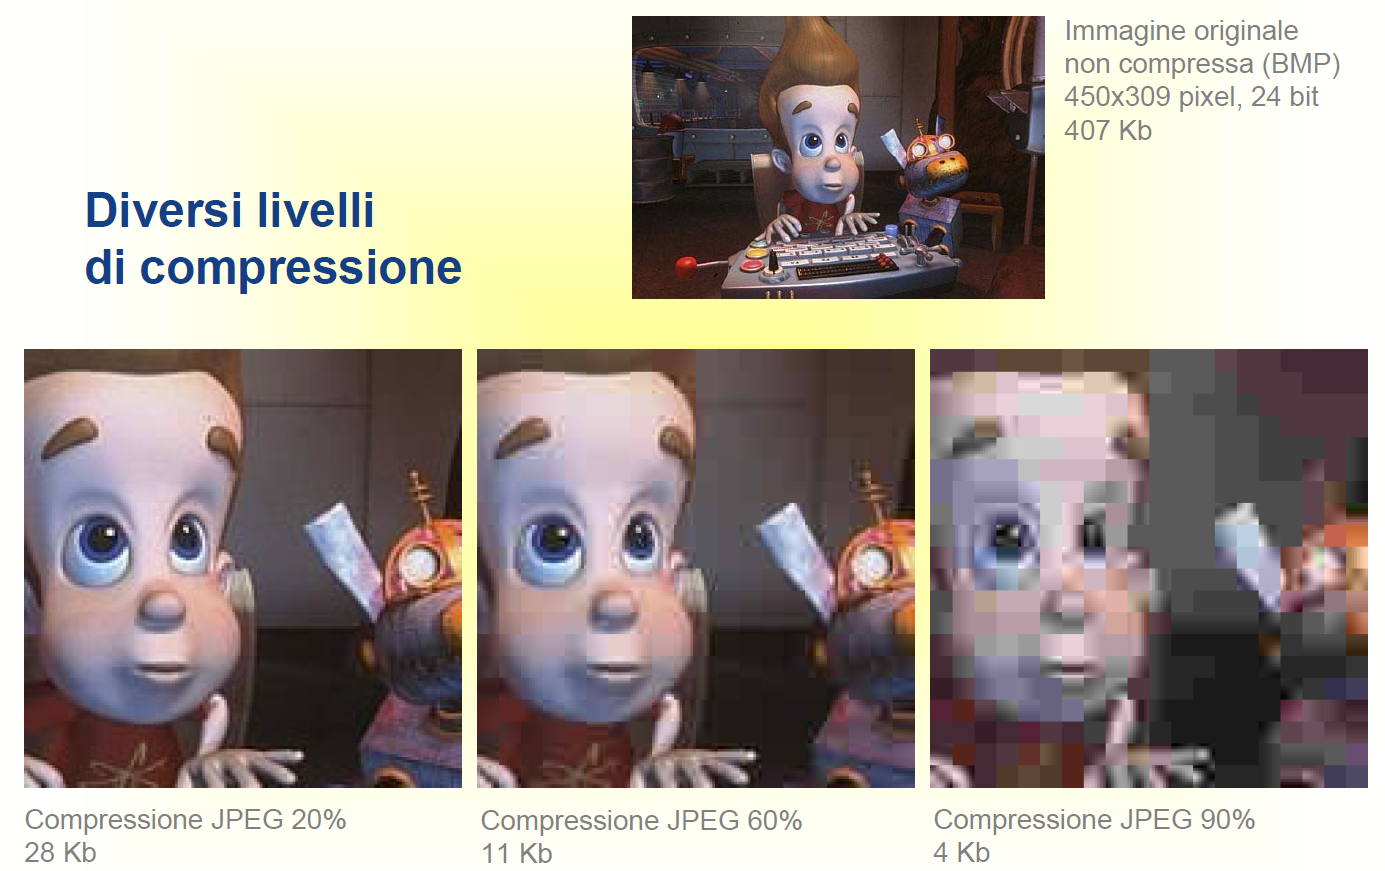 Immagine originale
non compressa (BMP)
450x309 pixel, 24 bit
407 Kb
Diversi livelli
di compressione
Compressione JPEG 20%
28 Kb
Compressione JPEG 60%
11 Kb
Compressione JPEG 90%
4 Kb